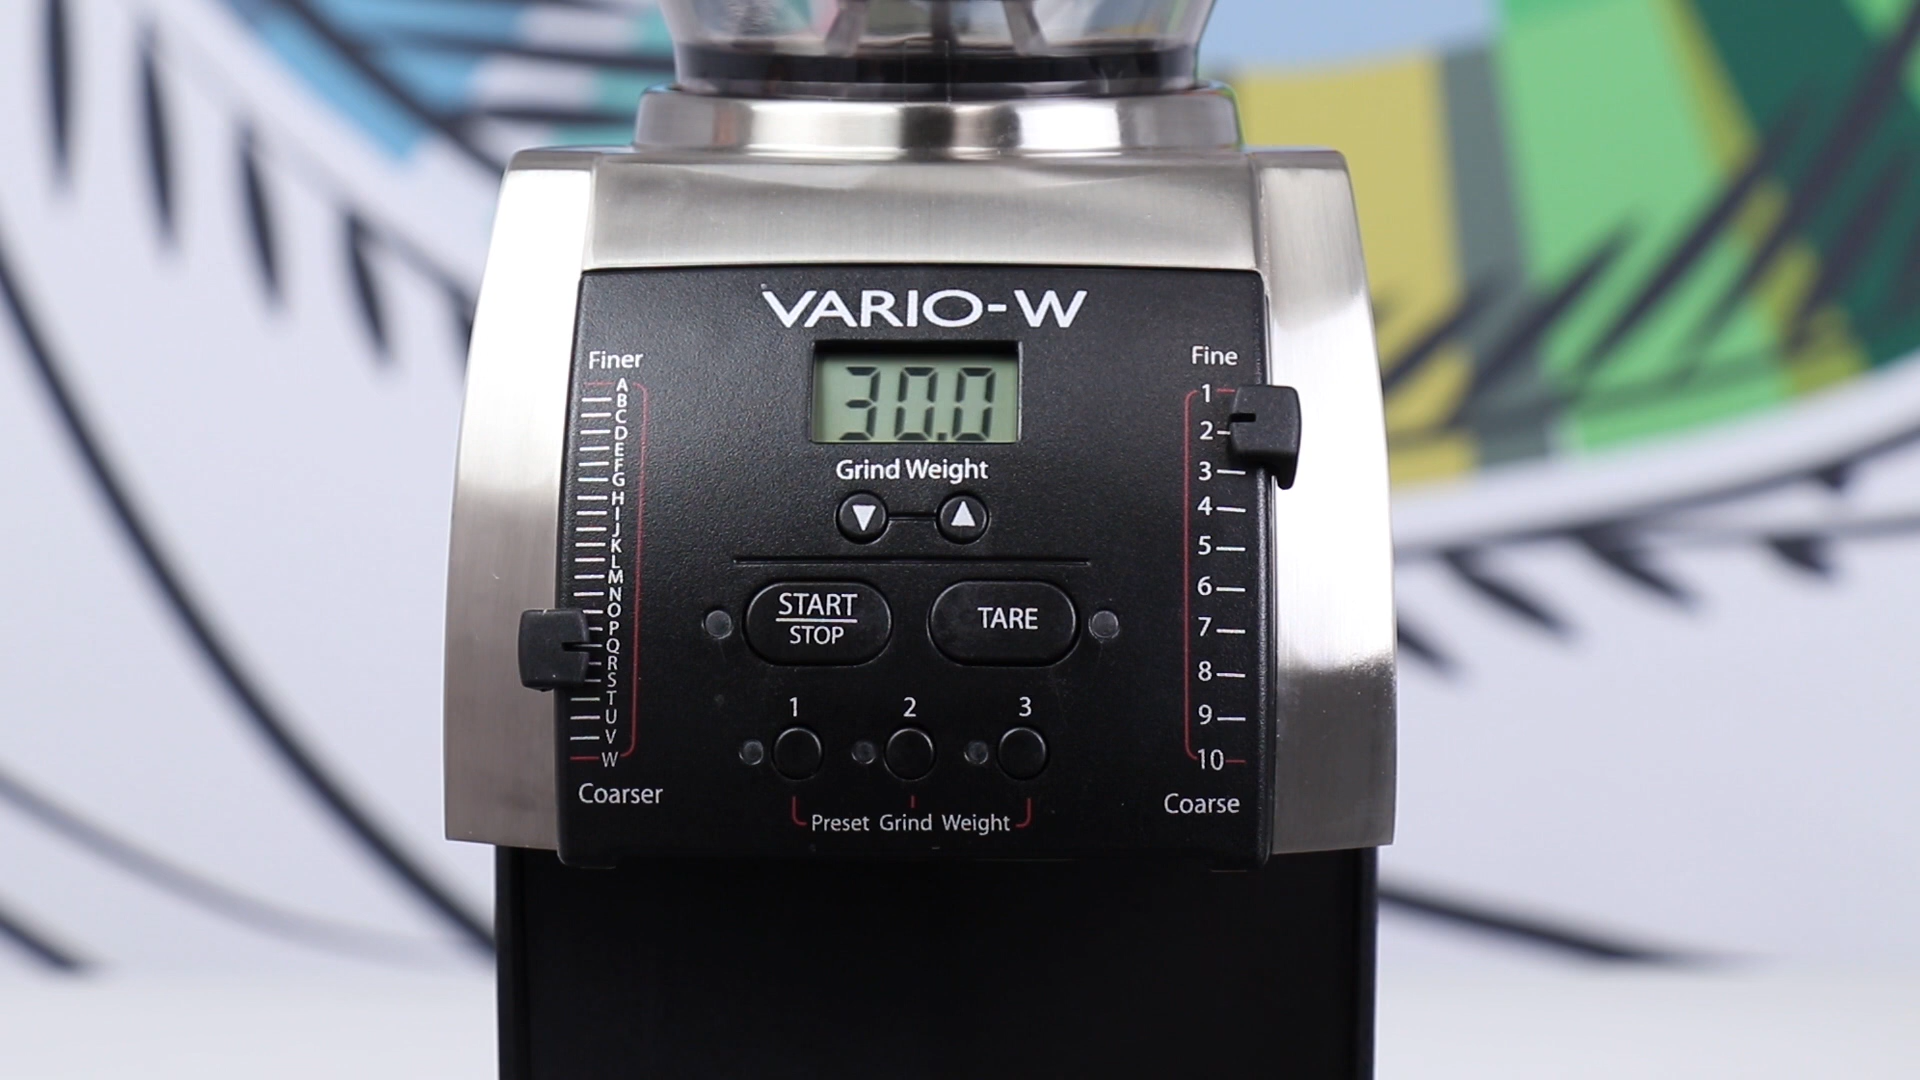 VARIO-W
30.0
Grind Weight
Finer
A
B
C
D
E
F
G
H
I
J
K
L
M
N
O
P
Q
R
S
T
U
V
W
Coarser
START
STOP
TARE
1 2 3
Preset Grind Weight
Fine
1
2
3
4
5
6
7
8
9
10
Coarse